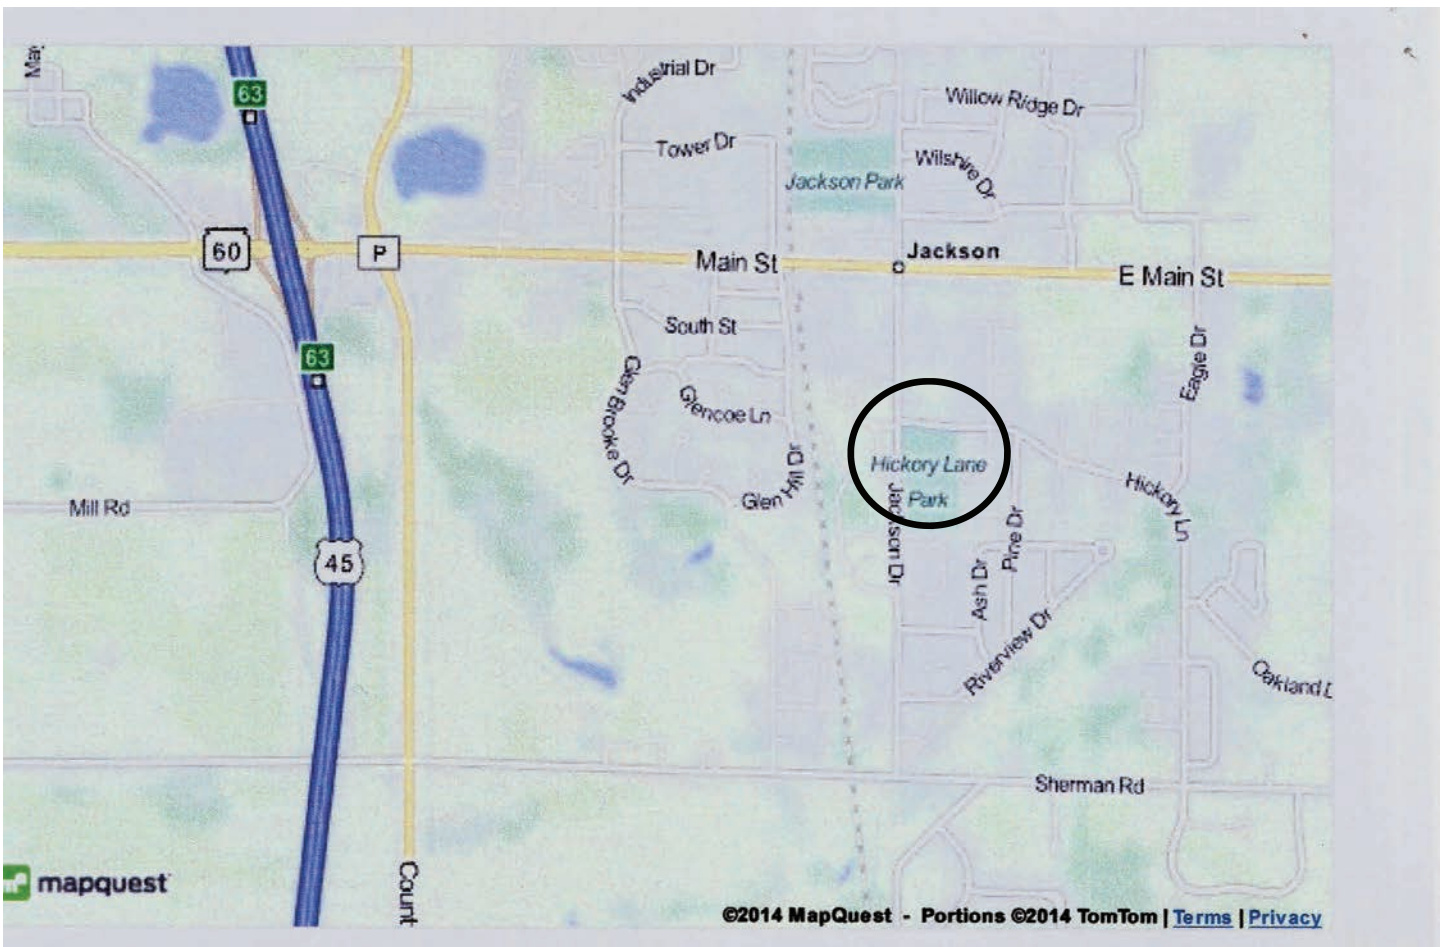 Ma
63
Industrial Dr
Willow Ridge Dr
Tower Dr
Wilshire Dr
Jackson Park
60
P
Main St
Jackson
E Main St
South St
63
Eagle Dr
Glen Brooke Dr
Glencoe Ln
Hickory Lane
Park
Glen Hill Dr
Hickory Ln
Mill Rd
Jackson Dr
Pine Dr
45
Ash Dr
Riverview Dr
Oakland D
Sherman Rd
mapquest
Count
©2014 MapQuest - Portions ©2014 TomTom | Terms | Privacy